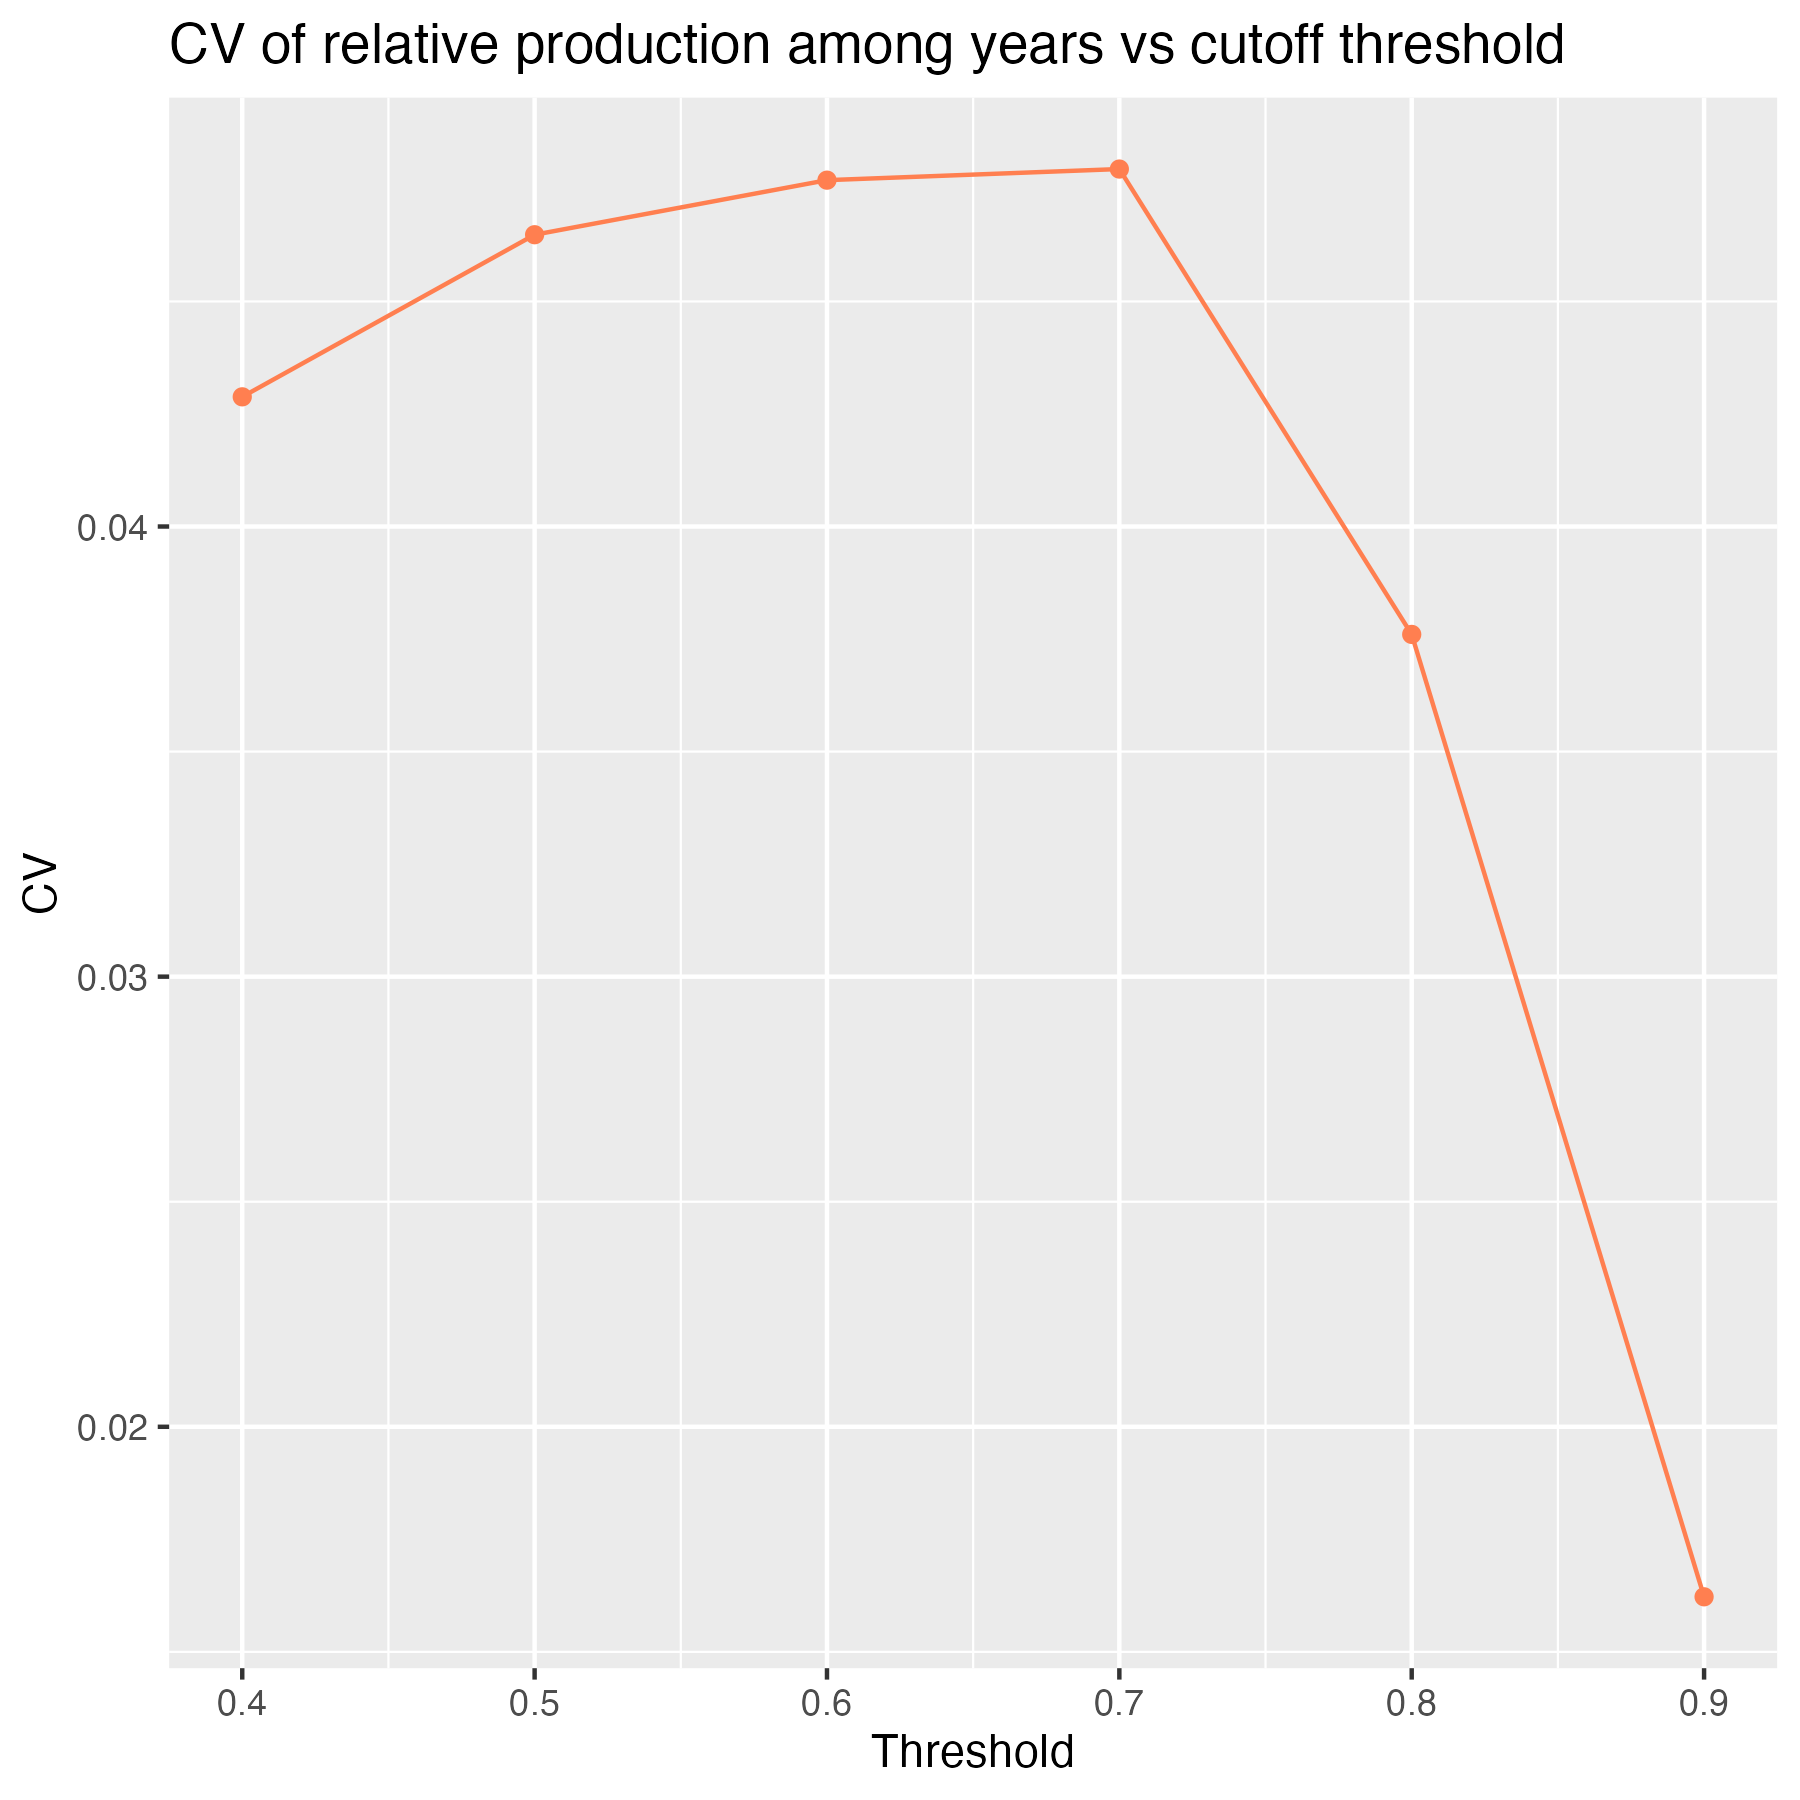 CV of relative production among years vs cutoff threshold
CV
0.04
0.03
0.02
0.4 0.5 0.6 0.7 0.8 0.9
Threshold